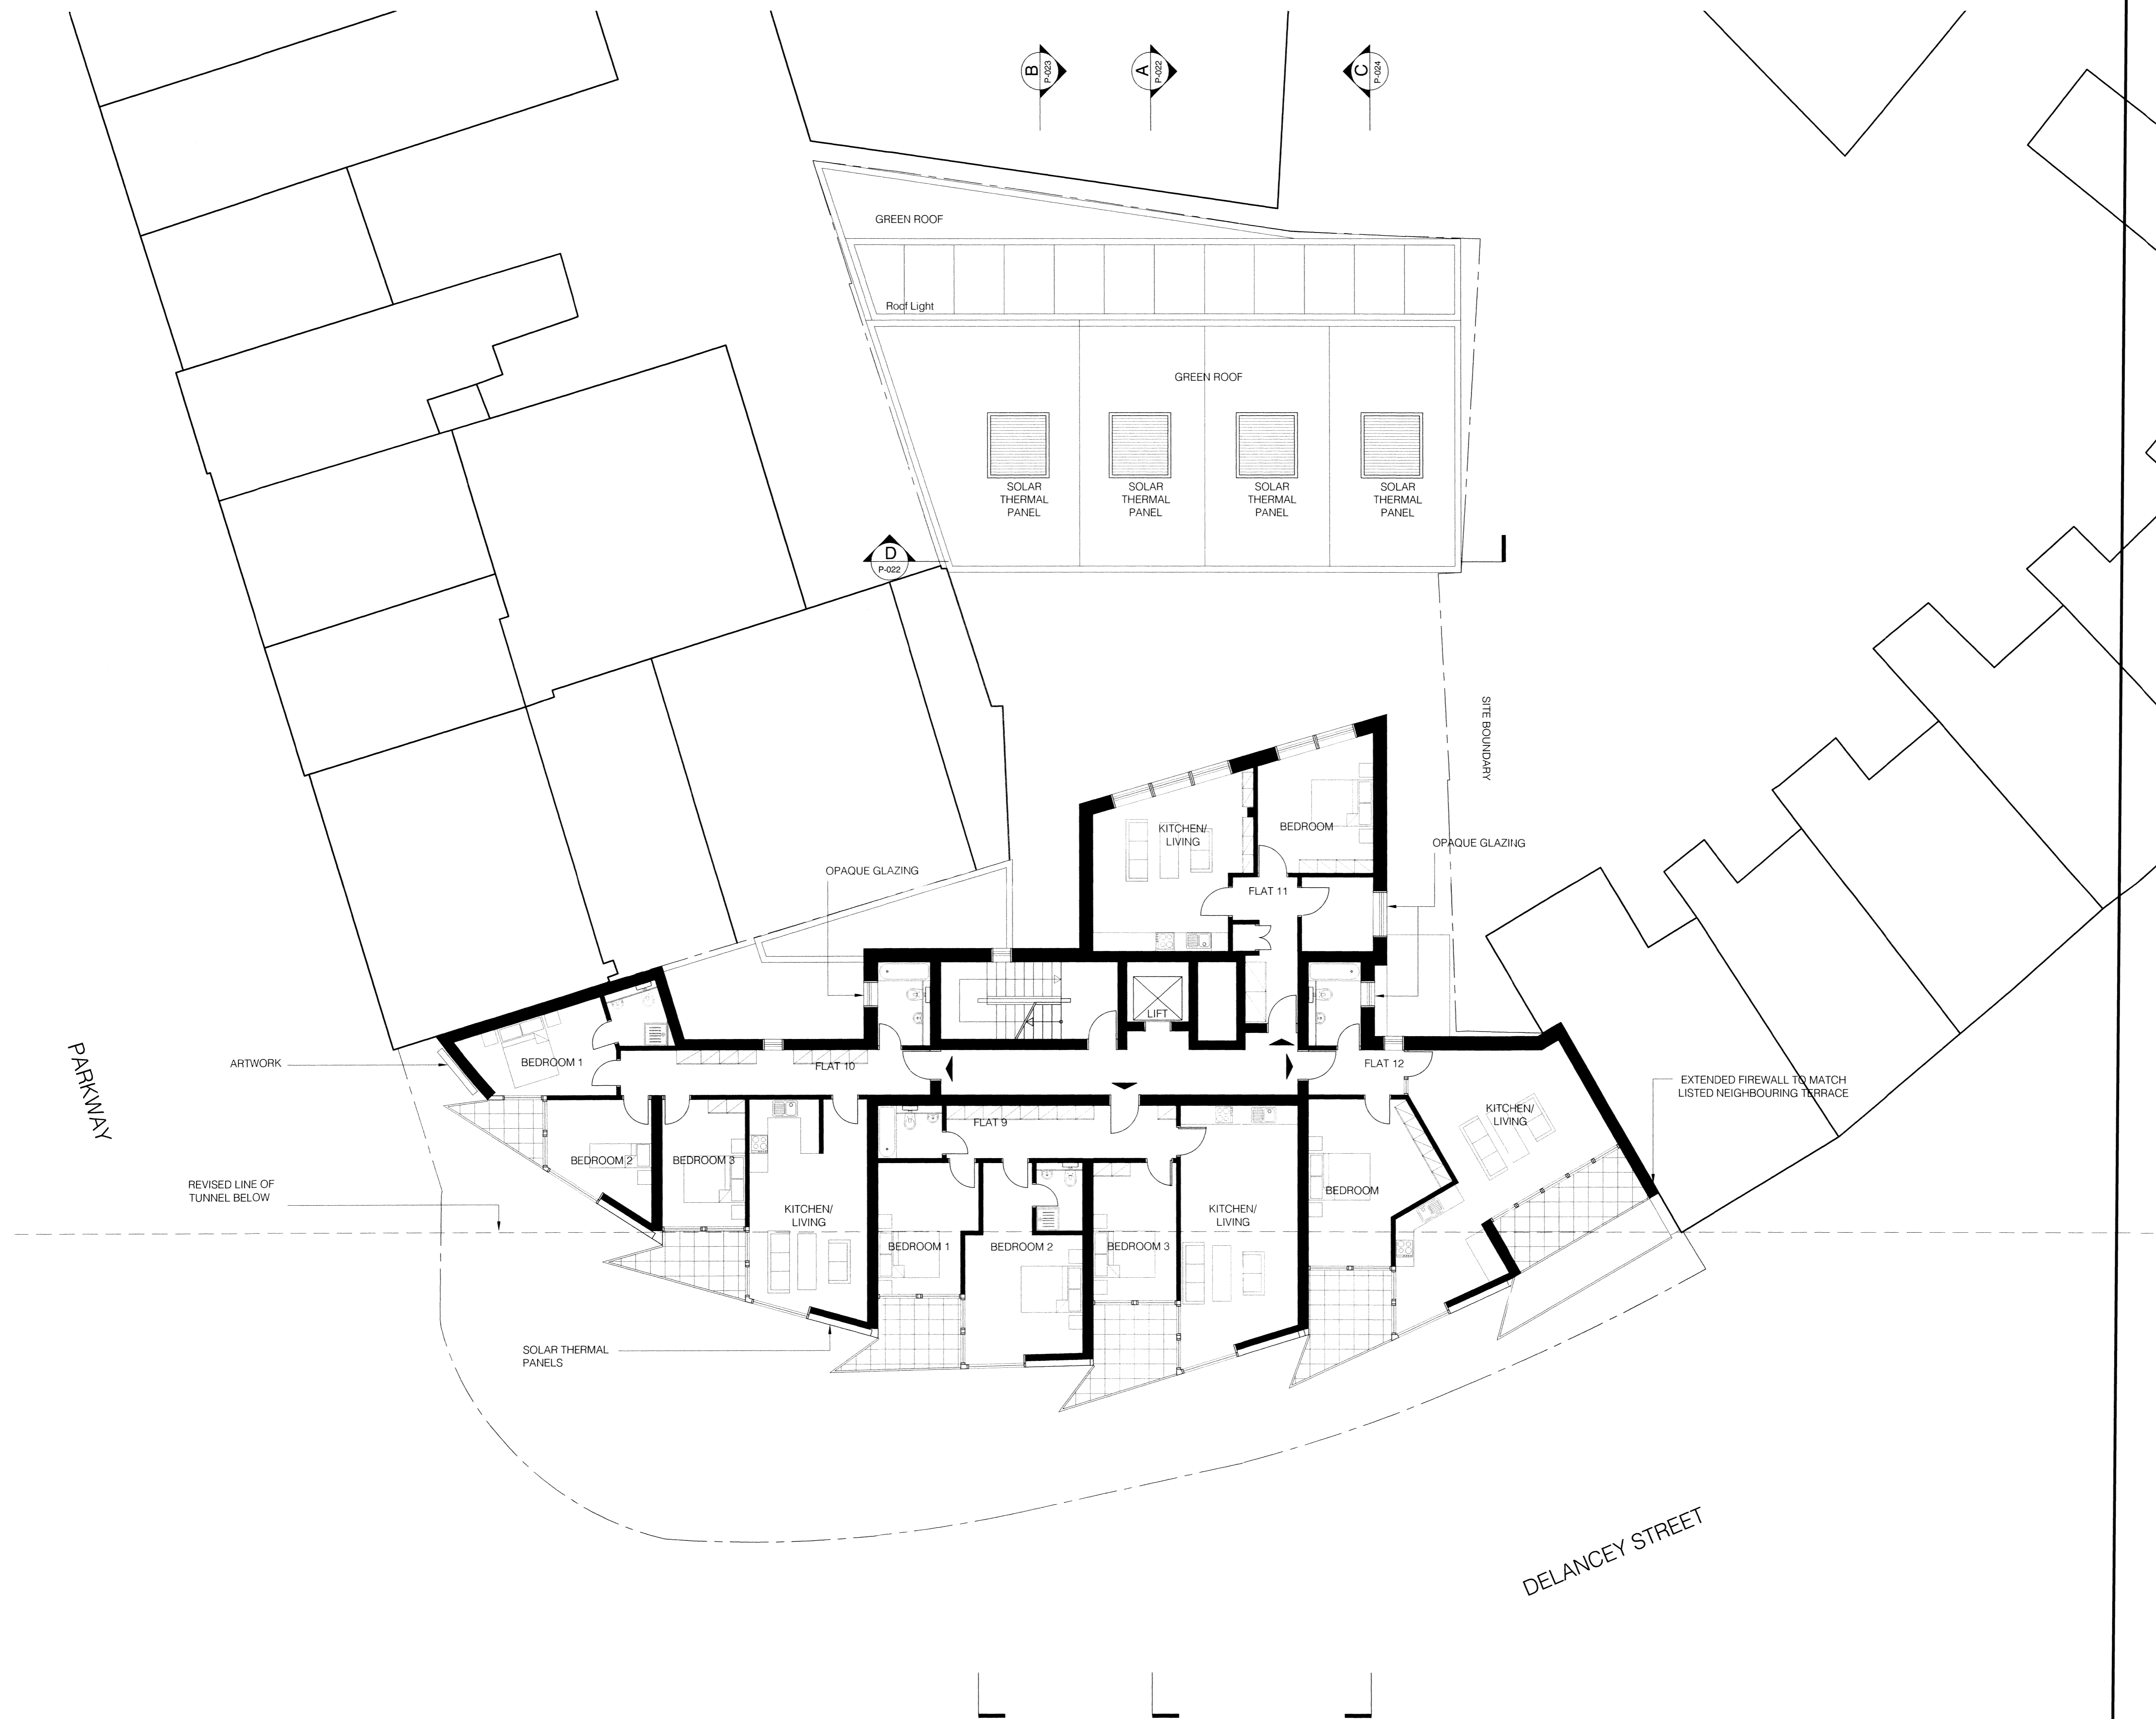 B
P-023
A
P-022
C
P-024
GREEN ROOF
Roof Light
GREEN ROOF
SOLAR
THERMAL
PANEL
SOLAR
THERMAL
PANEL
SOLAR
THERMAL
PANEL
SOLAR
THERMAL
PANEL
D
P-022
SITE BOUNDARY
KITCHEN/
LIVING
BEDROOM
OPAQUE GLAZING
OPAQUE GLAZING
FLAT 11
LIFT
PARKWAY
ARTWORK
BEDROOM 1
FLAT 10
FLAT 12
EXTENDED FIREWALL TO MATCH
LISTED NEIGHBOURING TERRACE
KITCHEN/
LIVING
FLAT 9
BEDROOM 2
BEDROOM 3
REVISED LINE OF
TUNNEL BELOW
BEDROOM
KITCHEN/
LIVING
KITCHEN/
LIVING
BEDROOM 1
BEDROOM 2
BEDROOM 3
SOLAR THERMAL
PANELS
DELANCEY STREET